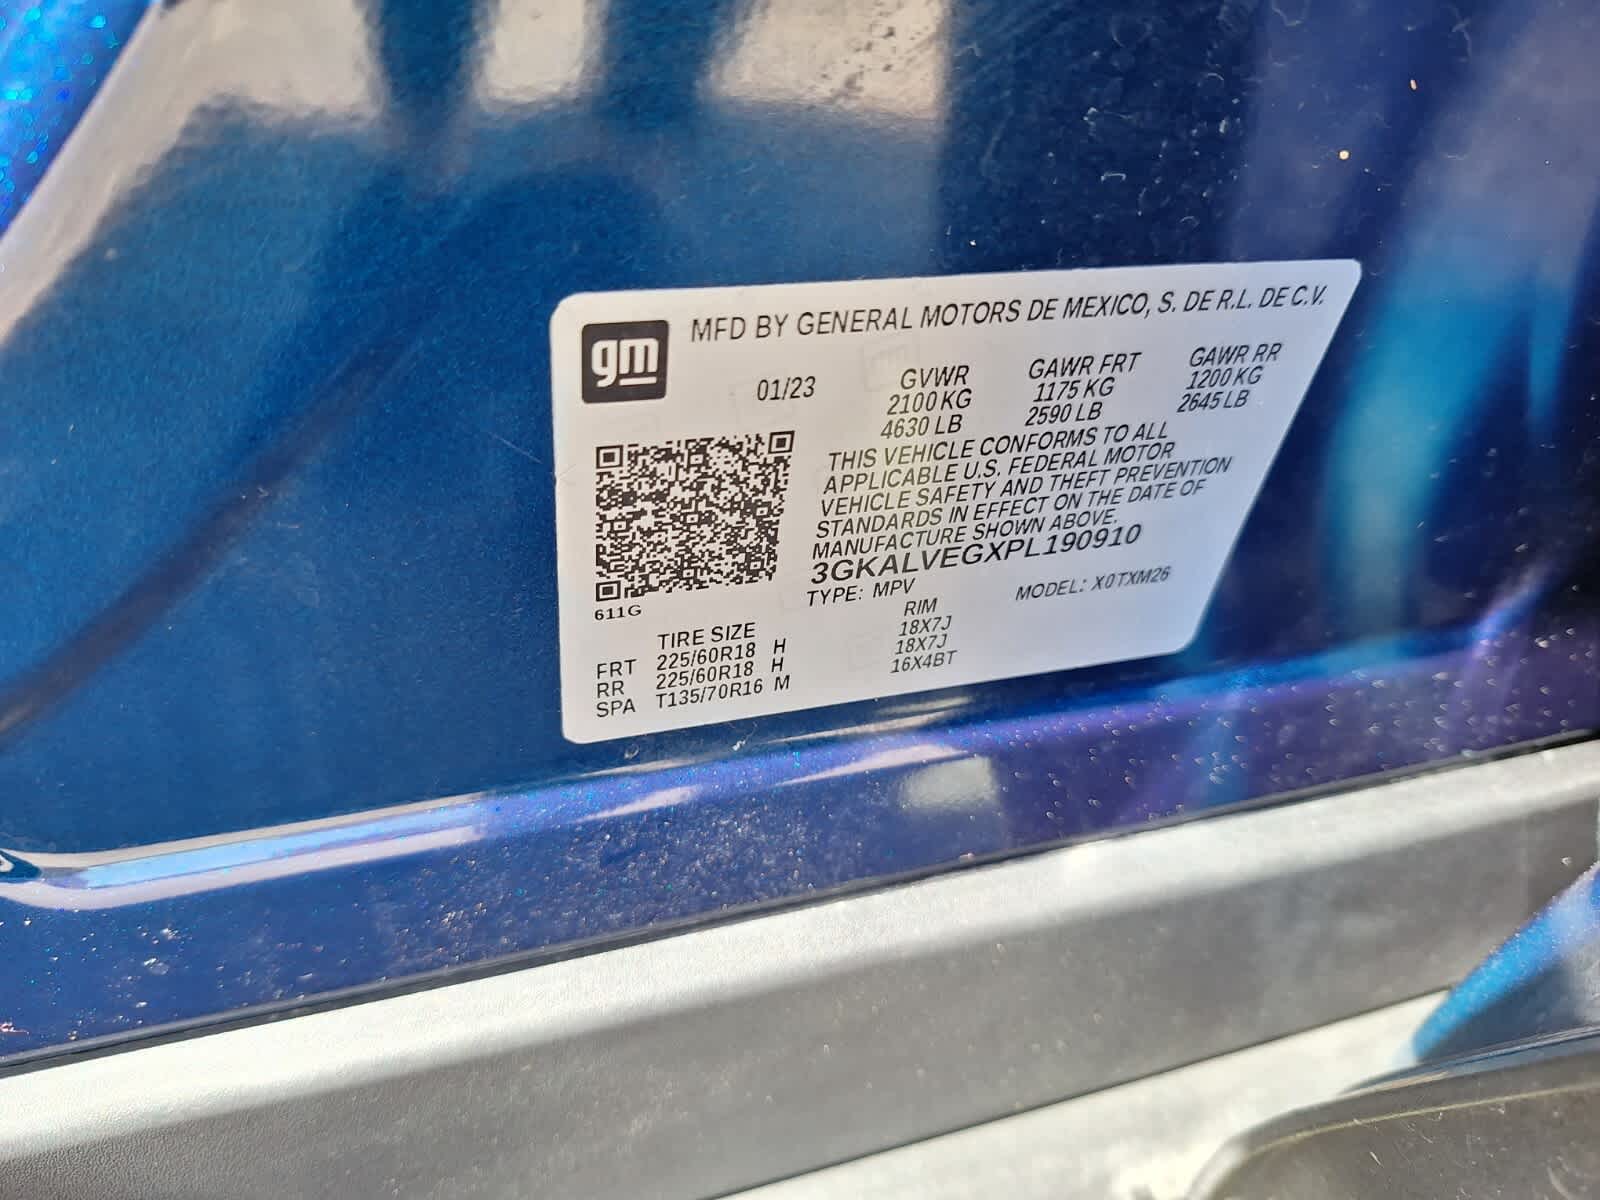 gm
MFD BY GENERAL MOTORS DE MEXICO, S. DE R.L. DE C.V.
01/23 GVWR GAWR FRT GAWR RR
2100 KG 1175 KG 1200 KG
4630 LB 2590 LB 2645 LB
THIS VEHICLE CONFORMS TO ALL
APPLICABLE U.S. FEDERAL MOTOR
VEHICLE SAFETY AND THEFT PREVENTION
STANDARDS IN EFFECT ON THE DATE OF
MANUFACTURE SHOWN ABOVE.
3GKALVEGXPL190910
TYPE: MPV MODEL: X0TXM26
611G
TIRE SIZE RIM
FRT 225/60R18 H 18X7J
RR 225/60R18 H 18X7J
SPA T135/70R16 M 16X4BT